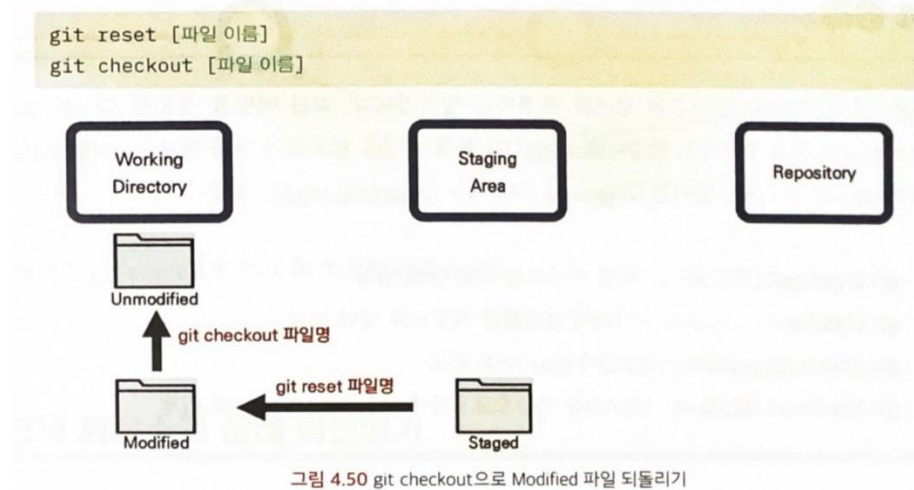 git reset [파일 이름]
git checkout [파일 이름]
Working
Directory
Staging
Area
Repository
Unmodified
git checkout 파일명
git reset 파일명
Modified
Staged
그림 4.50 git checkout으로 Modified 파일 되돌리기